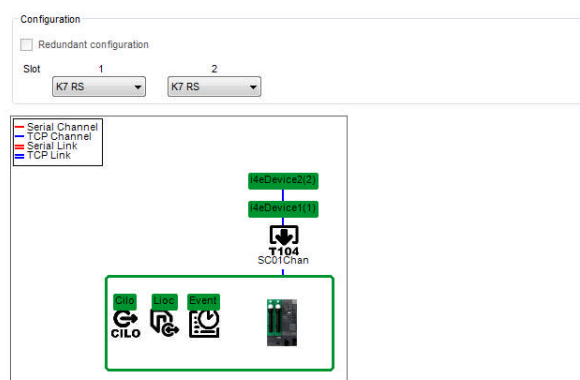 Configuration
Redundant configuration
Slot 1 2
K7 RS K7 RS
Serial Channel
TCP Channel
Serial Link
TCP Link
i4eDevice2(2)
i4eDevice1(1)
T104
SC01Chan
Cilo Lioc Event
CILO